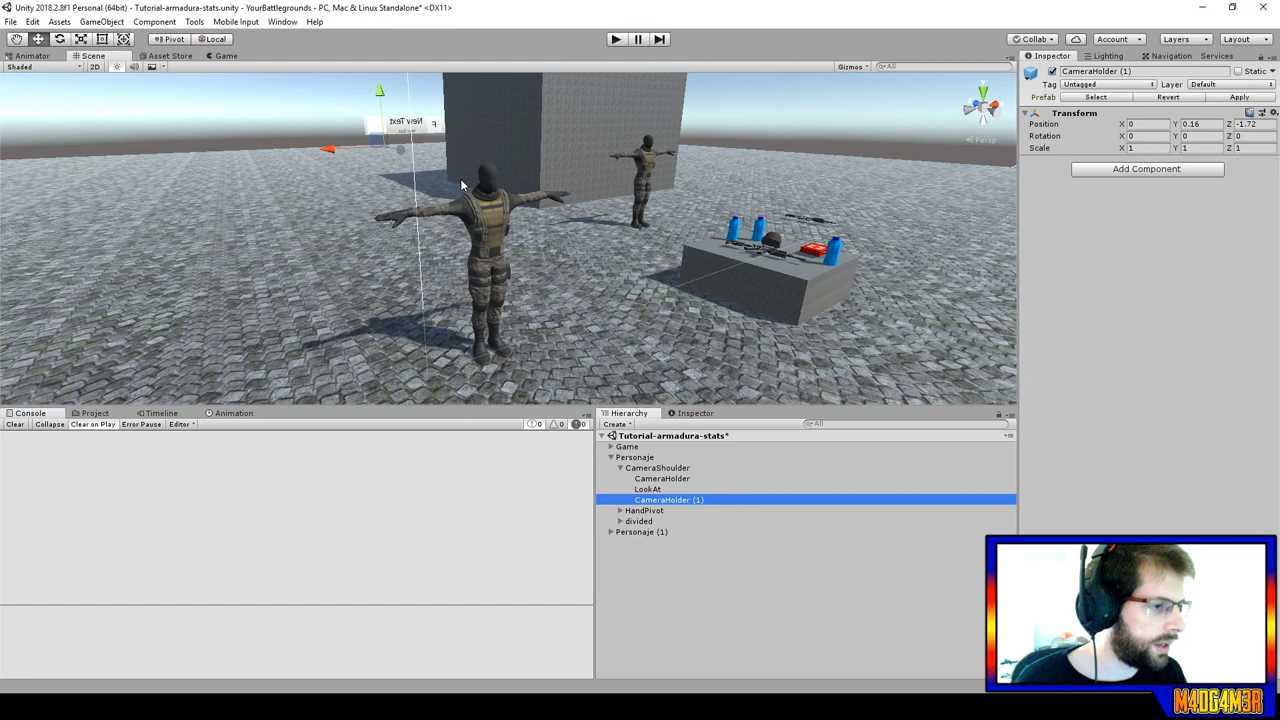 Unity 2018.2.8f1 Personal (64bit) - Tutorial-armadura-stats.unity - YourBattlegrounds - PC, Mac & Linux Standalone* <DX11>
File Edit Assets GameObject Component Tools Mobile Input Window Help
Pivot Local Collab Account Layers Layout
Animator Scene Asset Store Game Inspector Lighting Navigation Services
Shaded 2D Gizmos All
CameraHolder (1) Static
Tag Untagged Layer Default
Prefab Select Revert Apply
Transform
Position X 0 Y 0.16 Z -1.72
Rotation X 0 Y 0 Z 0
Scale X 1 Y 1 Z 1
Add Component
y
Persp
New Text F
Console Project Timeline Animation
Clear Collapse Clear on Play Error Pause Editor 0 0 0
Hierarchy Inspector
Create All
Tutorial-armadura-stats*
Game
Personaje
CameraShoulder
CameraHolder
LookAt
CameraHolder (1)
HandPivot
divided
Personaje (1)
M40G4M3R